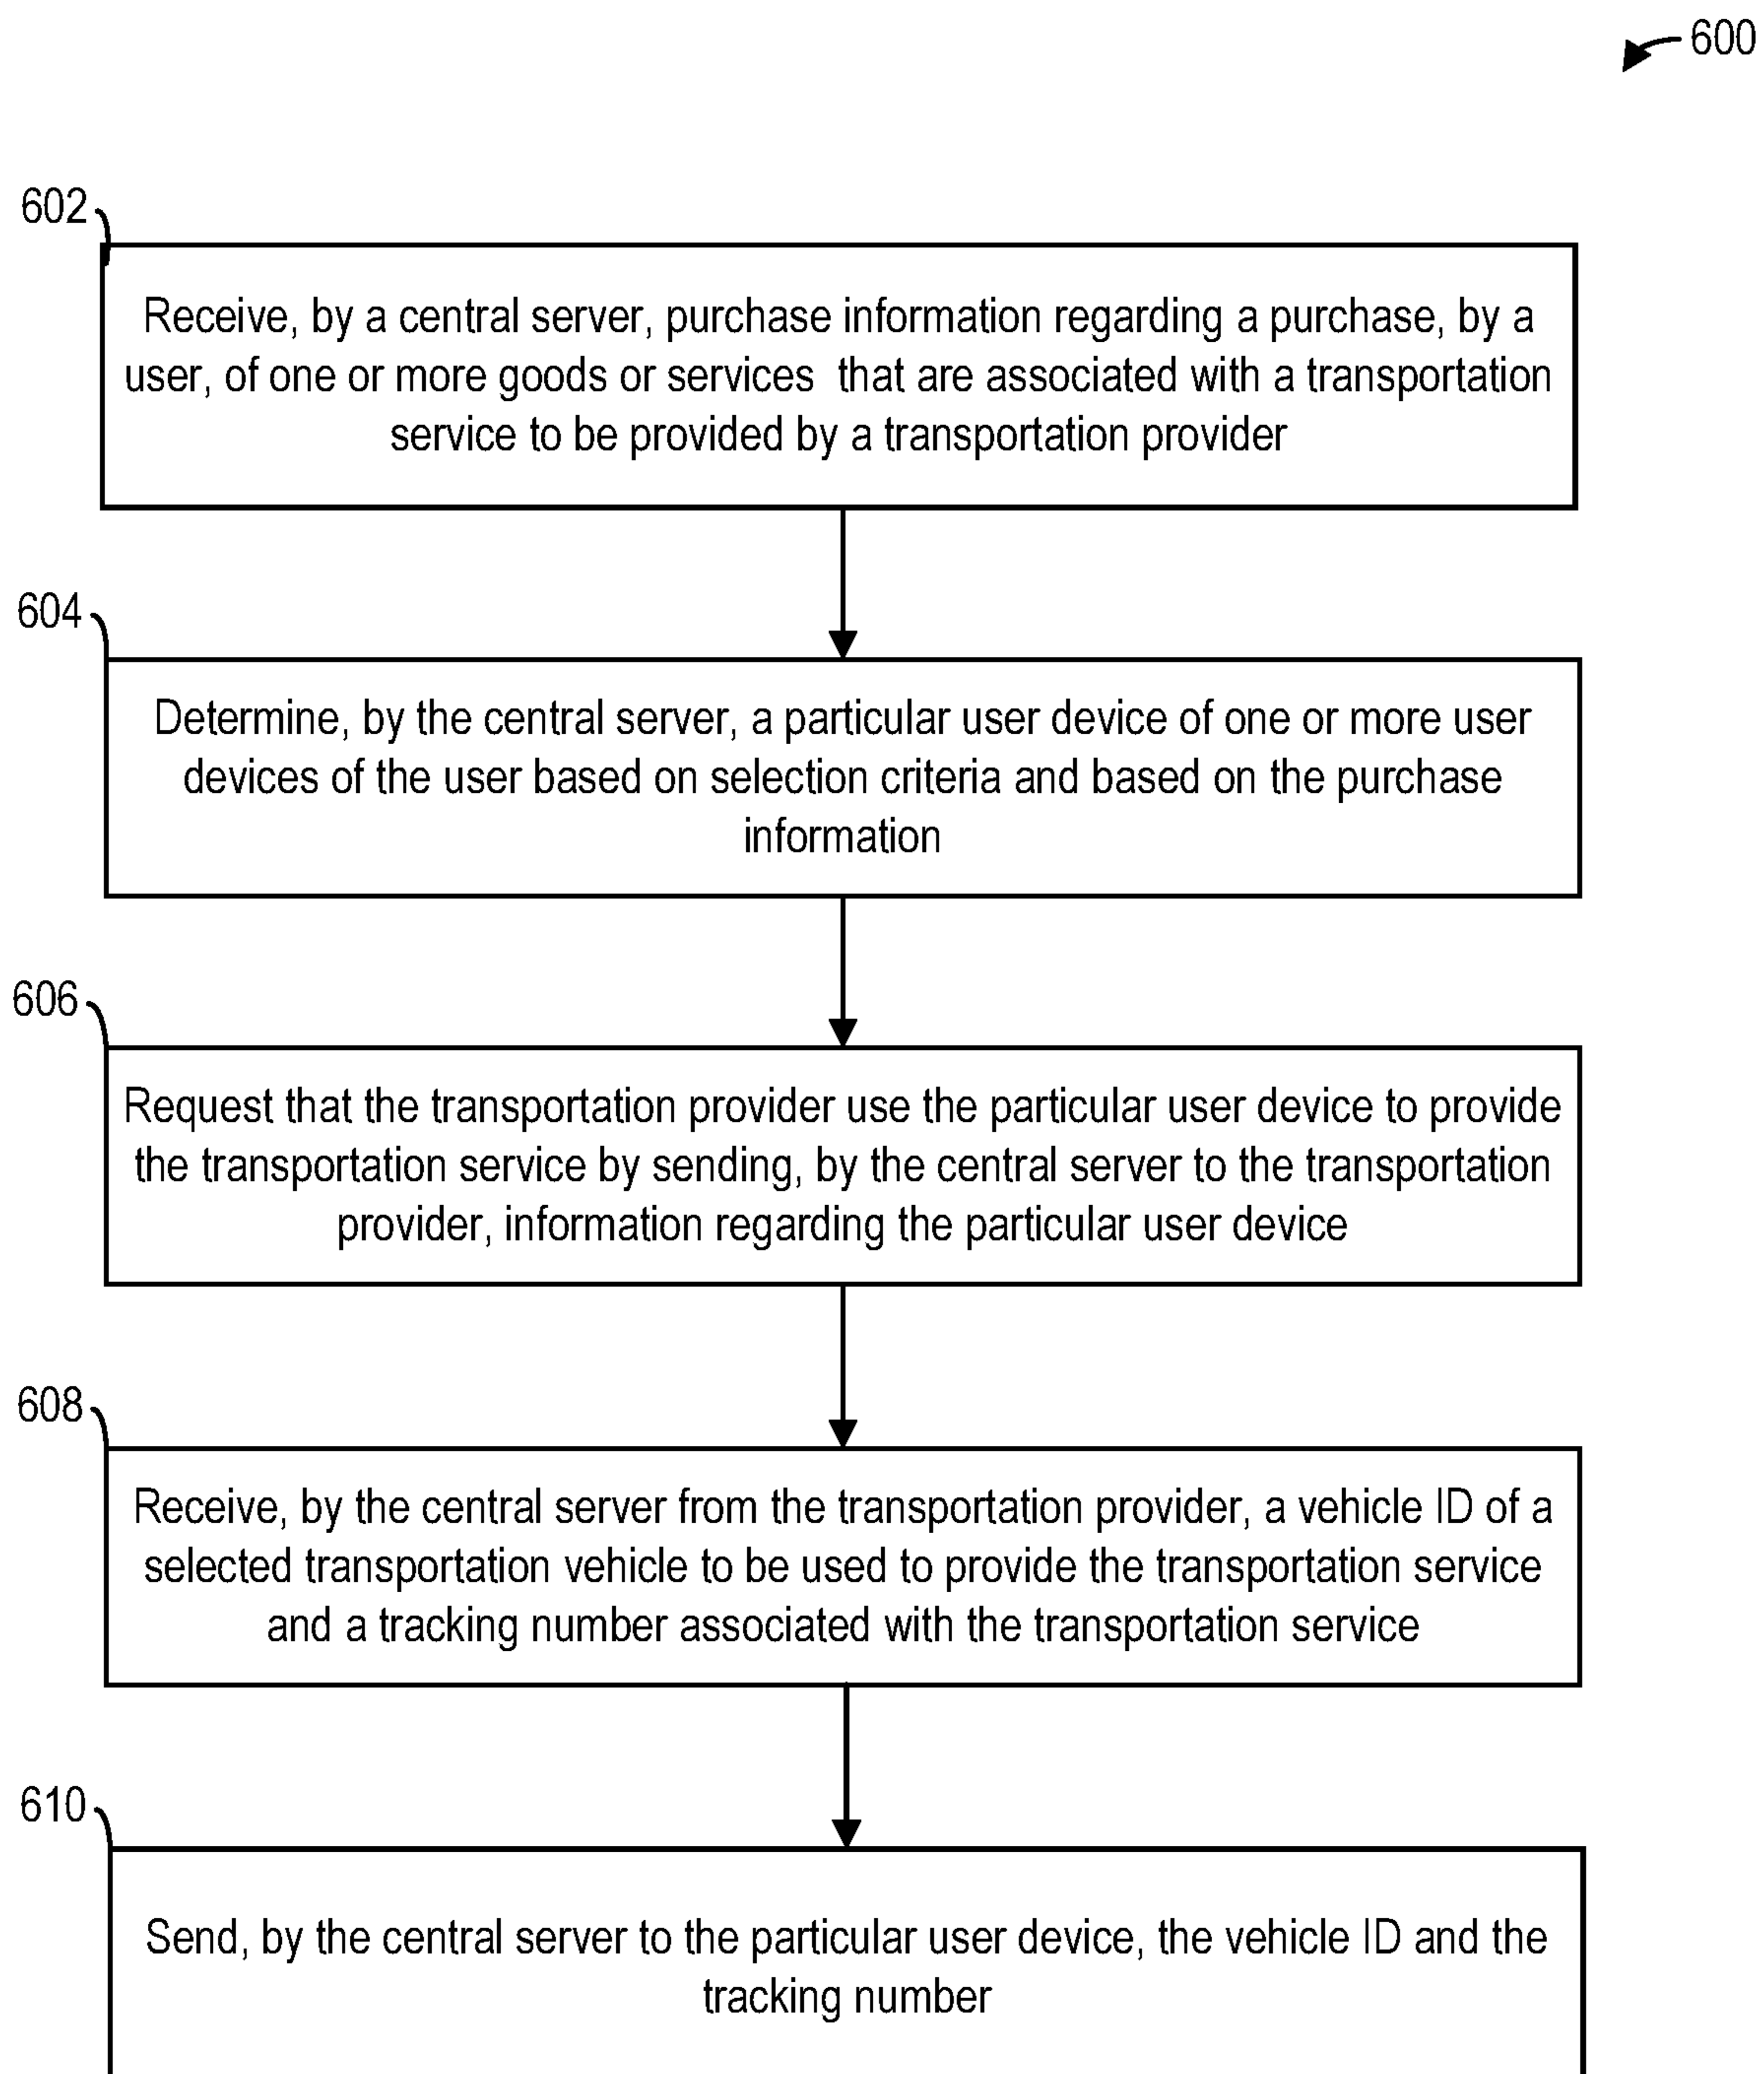 600
602
Receive, by a central server, purchase information regarding a purchase, by a
user, of one or more goods or services that are associated with a transportation
service to be provided by a transportation provider
604
Determine, by the central server, a particular user device of one or more user
devices of the user based on selection criteria and based on the purchase
information
606
Request that the transportation provider use the particular user device to provide
the transportation service by sending, by the central server to the transportation
provider, information regarding the particular user device
608
Receive, by the central server from the transportation provider, a vehicle ID of a
selected transportation vehicle to be used to provide the transportation service
and a tracking number associated with the transportation service
610
Send, by the central server to the particular user device, the vehicle ID and the
tracking number